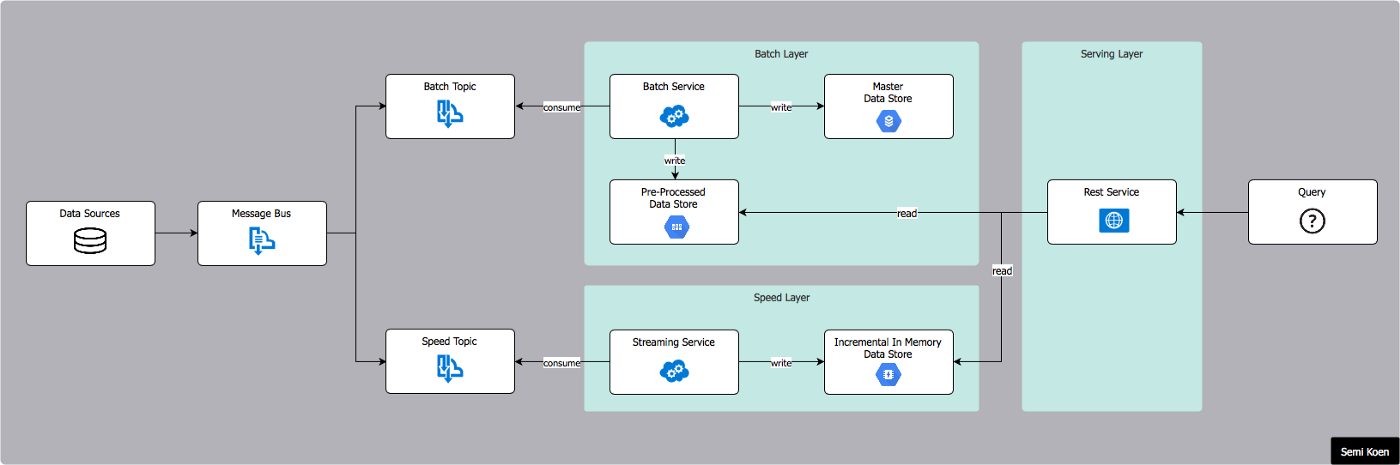 Batch Layer
Serving Layer
Batch Topic
consume
Batch Service
write
Master
Data Store
write
Data Sources
Message Bus
Pre-Processed
Data Store
read
Rest Service
Query
?
read
Speed Layer
Speed Topic
consume
Streaming Service
write
Incremental In Memory
Data Store
Semi Koen